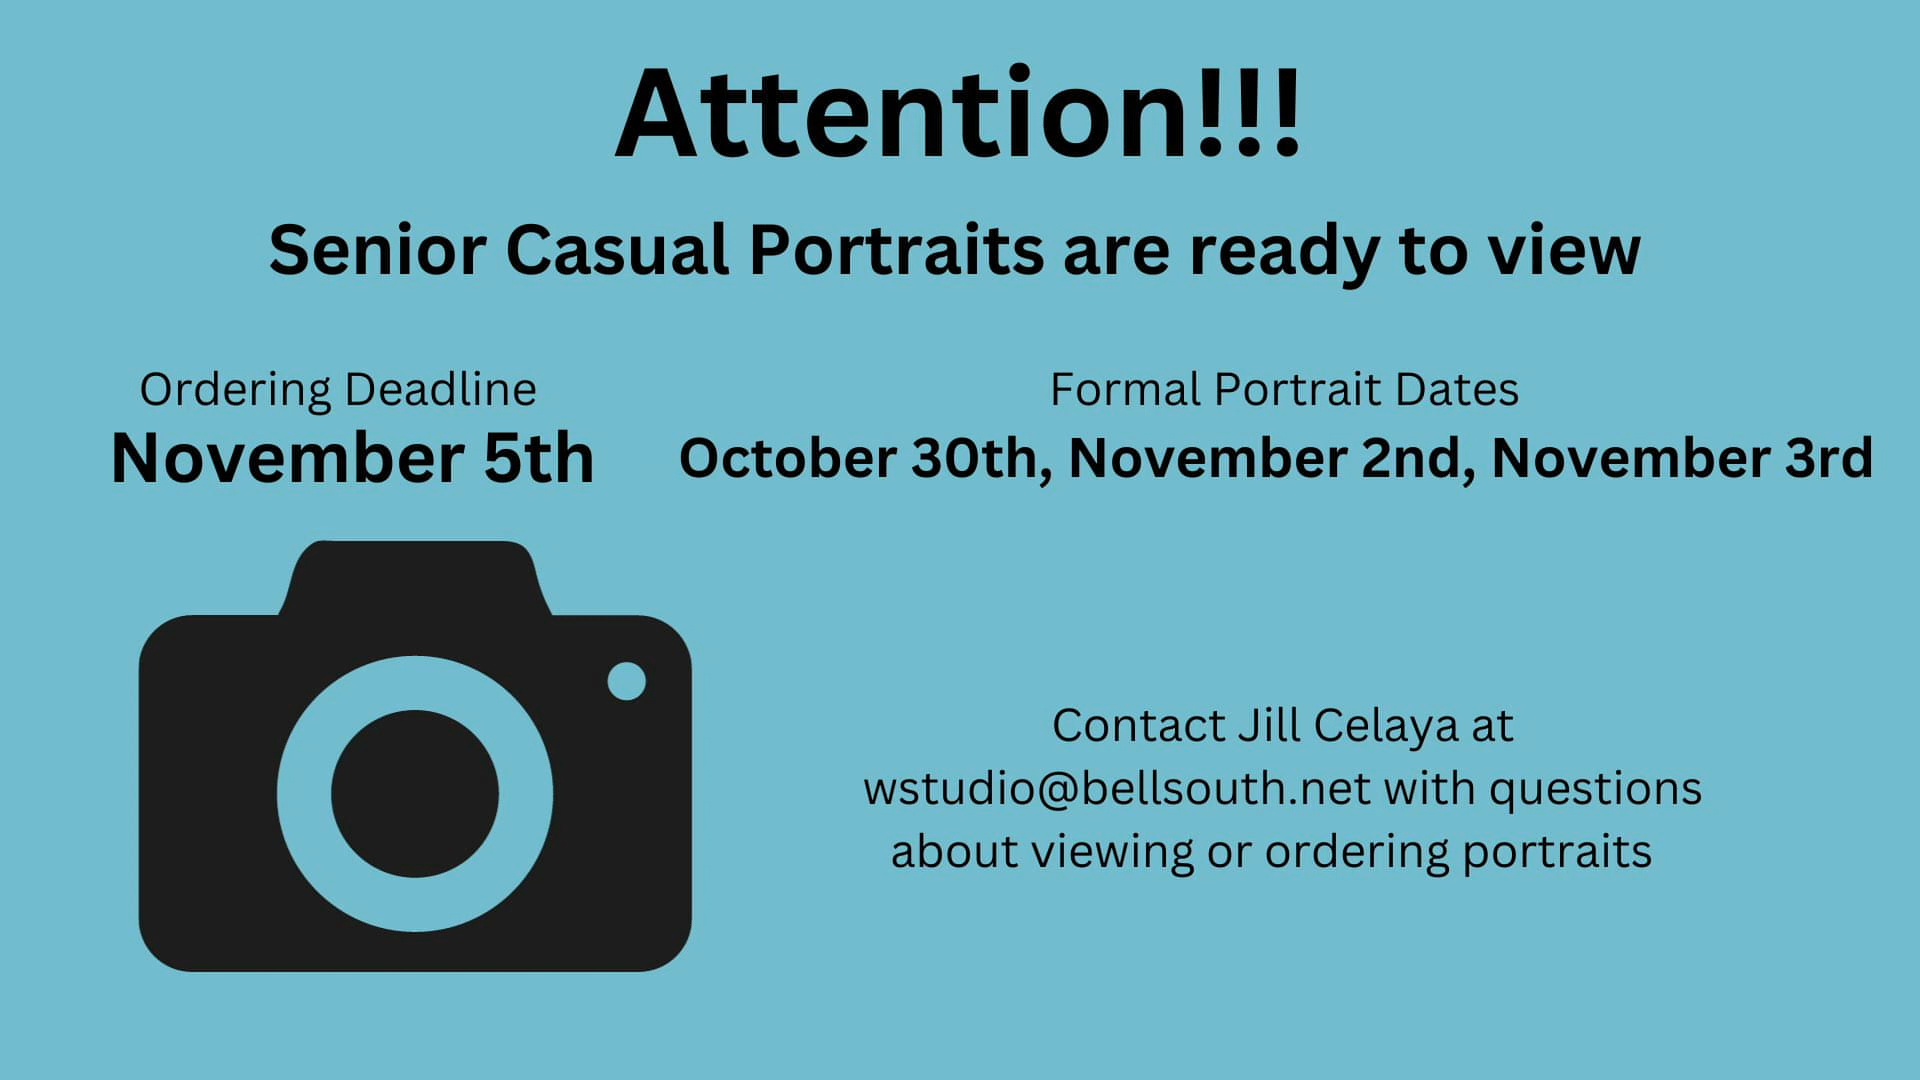 Attention!!!
Senior Casual Portraits are ready to view
Ordering Deadline
November 5th
Formal Portrait Dates
October 30th, November 2nd, November 3rd
Contact Jill Celaya at
wstudio@bellsouth.net with questions
about viewing or ordering portraits